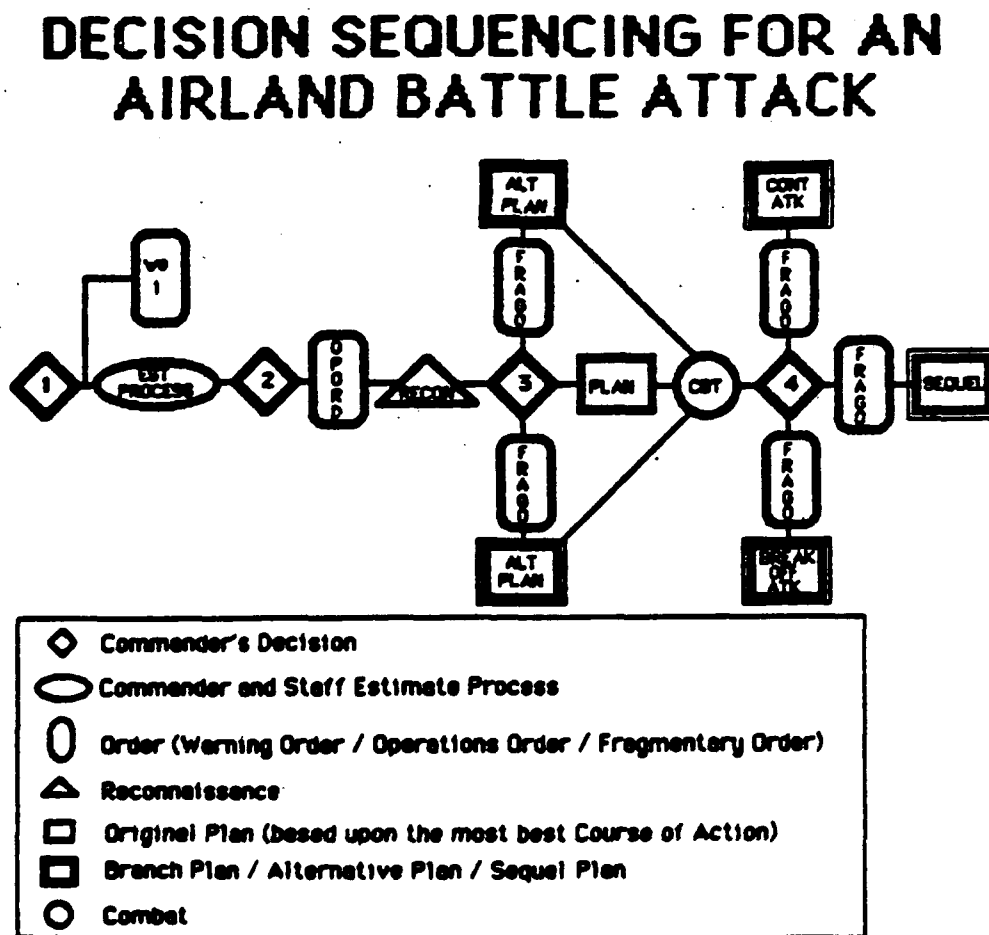 DECISION SEQUENCING FOR AN
AIRLAND BATTLE ATTACK
ALT
PLAN
CONT
ATK
FRAGO
FRAGO
WO
1
1
EST
PROCESS
2
OPORD
RECON
3
PLAN
CBT
4
FRAGO
SEQUEL
FRAGO
FRAGO
ALT
PLAN
BREAK
OFF
ATK
Commander's Decision
Commander and Staff Estimate Process
Order (Warning Order / Operations Order / Fragmentary Order)
Reconnaissance
Original Plan (based upon the most best Course of Action)
Branch Plan / Alternative Plan / Sequel Plan
Combat